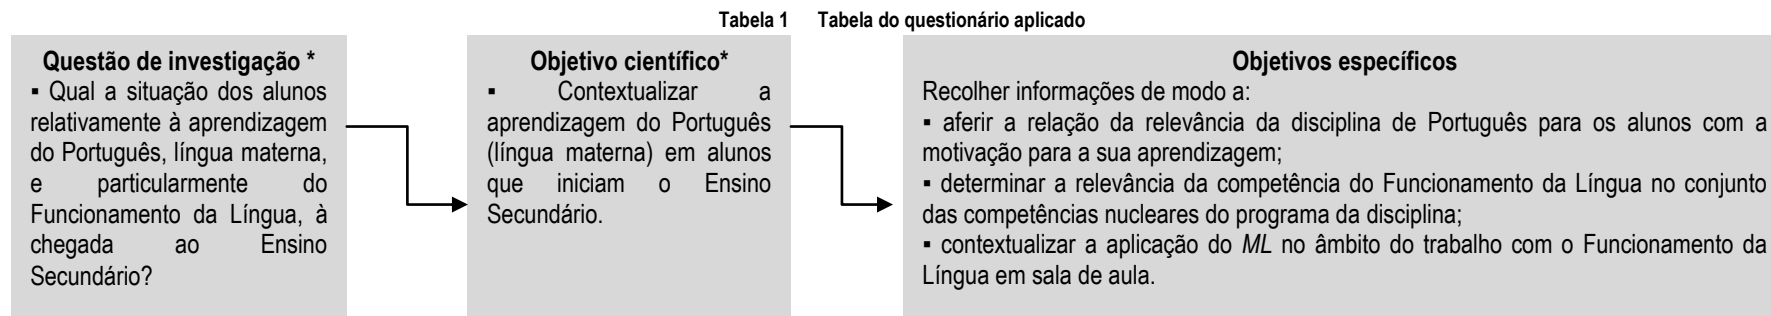 Tabela 1 Tabela do questionário aplicado
Questão de investigação *
▪ Qual a situação dos alunos
relativamente à aprendizagem
do Português, língua materna,
e particularmente do
Funcionamento da Língua, à
chegada ao Ensino
Secundário?
Objetivo científico*
▪ Contextualizar a
aprendizagem do Português
(língua materna) em alunos
que iniciam o Ensino
Secundário.
Objetivos específicos
Recolher informações de modo a:
▪ aferir a relação da relevância da disciplina de Português para os alunos com a
motivação para a sua aprendizagem;
▪ determinar a relevância da competência do Funcionamento da Língua no conjunto
das competências nucleares do programa da disciplina;
▪ contextualizar a aplicação do ML no âmbito do trabalho com o Funcionamento da
Língua em sala de aula.